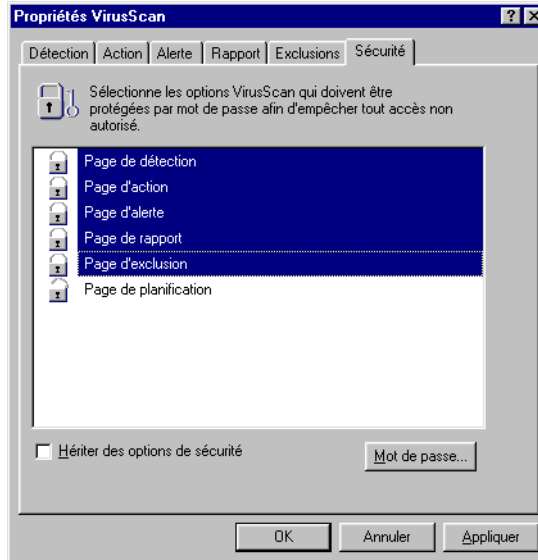 Propriétés VirusScan
Détection Action Alerte Rapport Exclusions Sécurité
Sélectionne les options VirusScan qui doivent être
protégées par mot de passe afin d'empêcher tout accès non
autorisé.
Page de détection
Page d'action
Page d'alerte
Page de rapport
Page d'exclusion
Page de planification
Hériter des options de sécurité
Mot de passe...
OK Annuler Appliquer